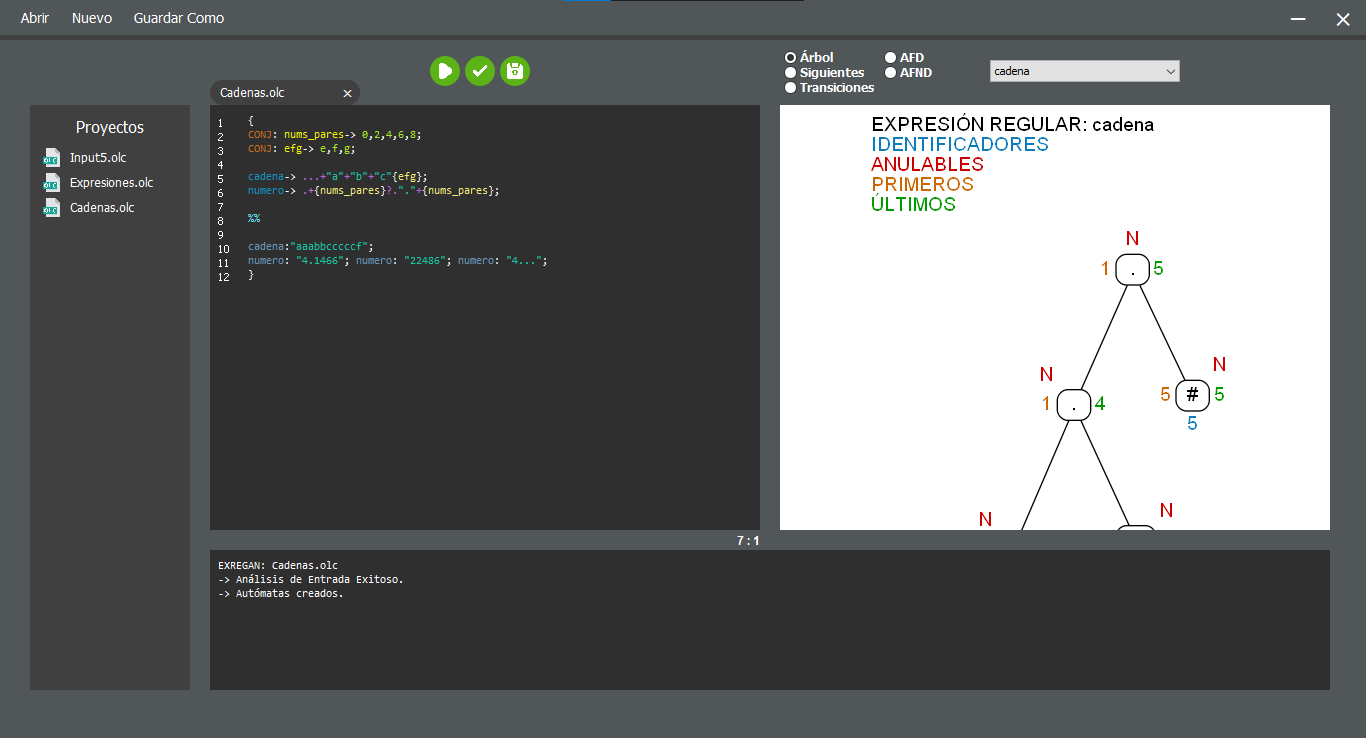 Abrir Nuevo Guardar Como
Árbol AFD
Siguientes AFND
Transiciones
cadena
Proyectos
Input5.olc
Expresiones.olc
Cadenas.olc
Cadenas.olc
1 {
2 CONJ: nums_pares-> 0,2,4,6,8;
3 CONJ: efg-> e,f,g;
4
5 cadena-> ...+"a"+"b"+"c"{efg};
6 numero-> .+{nums_pares}?."."+{nums_pares};
7
8 %%
9
10 cadena:"aaabbcccccf";
11 numero: "4.1466"; numero: "22486"; numero: "4...";
12 }
7 : 1
EXPRESIÓN REGULAR: cadena
IDENTIFICADORES
ANULABLES
PRIMEROS
ÚLTIMOS
N
1 . 5
N
N
1 . 4
5 # 5
5
N
N
EXREGAN: Cadenas.olc
-> Análisis de Entrada Exitoso.
-> Autómatas creados.